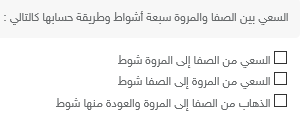 السعي بين الصفا والمروة سبعة أشواط وطريقة حسابها كالتالي :
السعي من الصفا إلى المروة شوط
السعي من المروة إلى الصفا شوط
الذهاب من الصفا إلى المروة والعودة منها شوط